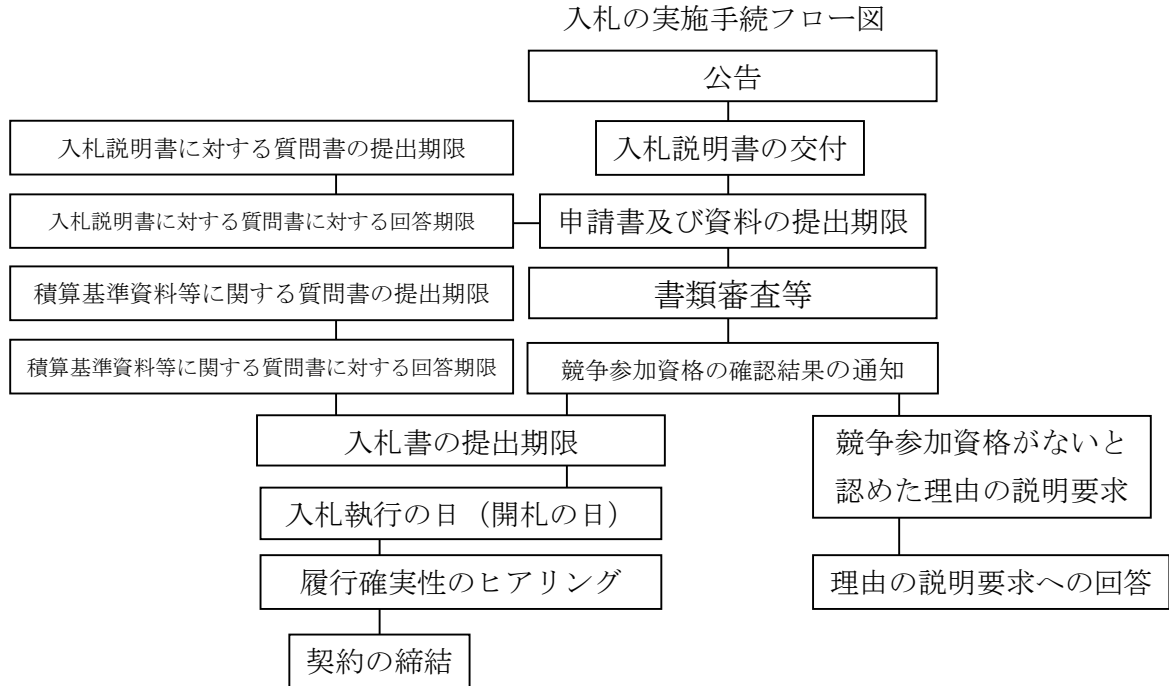 入札の実施手続フロー図
公告
入札説明書に対する質問書の提出期限
入札説明書の交付
入札説明書に対する質問書に対する回答期限
申請書及び資料の提出期限
積算基準資料等に関する質問書の提出期限
書類審査等
積算基準資料等に関する質問書に対する回答期限
競争参加資格の確認結果の通知
入札書の提出期限
競争参加資格がないと
認めた理由の説明要求
入札執行の日（開札の日）
履行確実性のヒアリング
理由の説明要求への回答
契約の締結